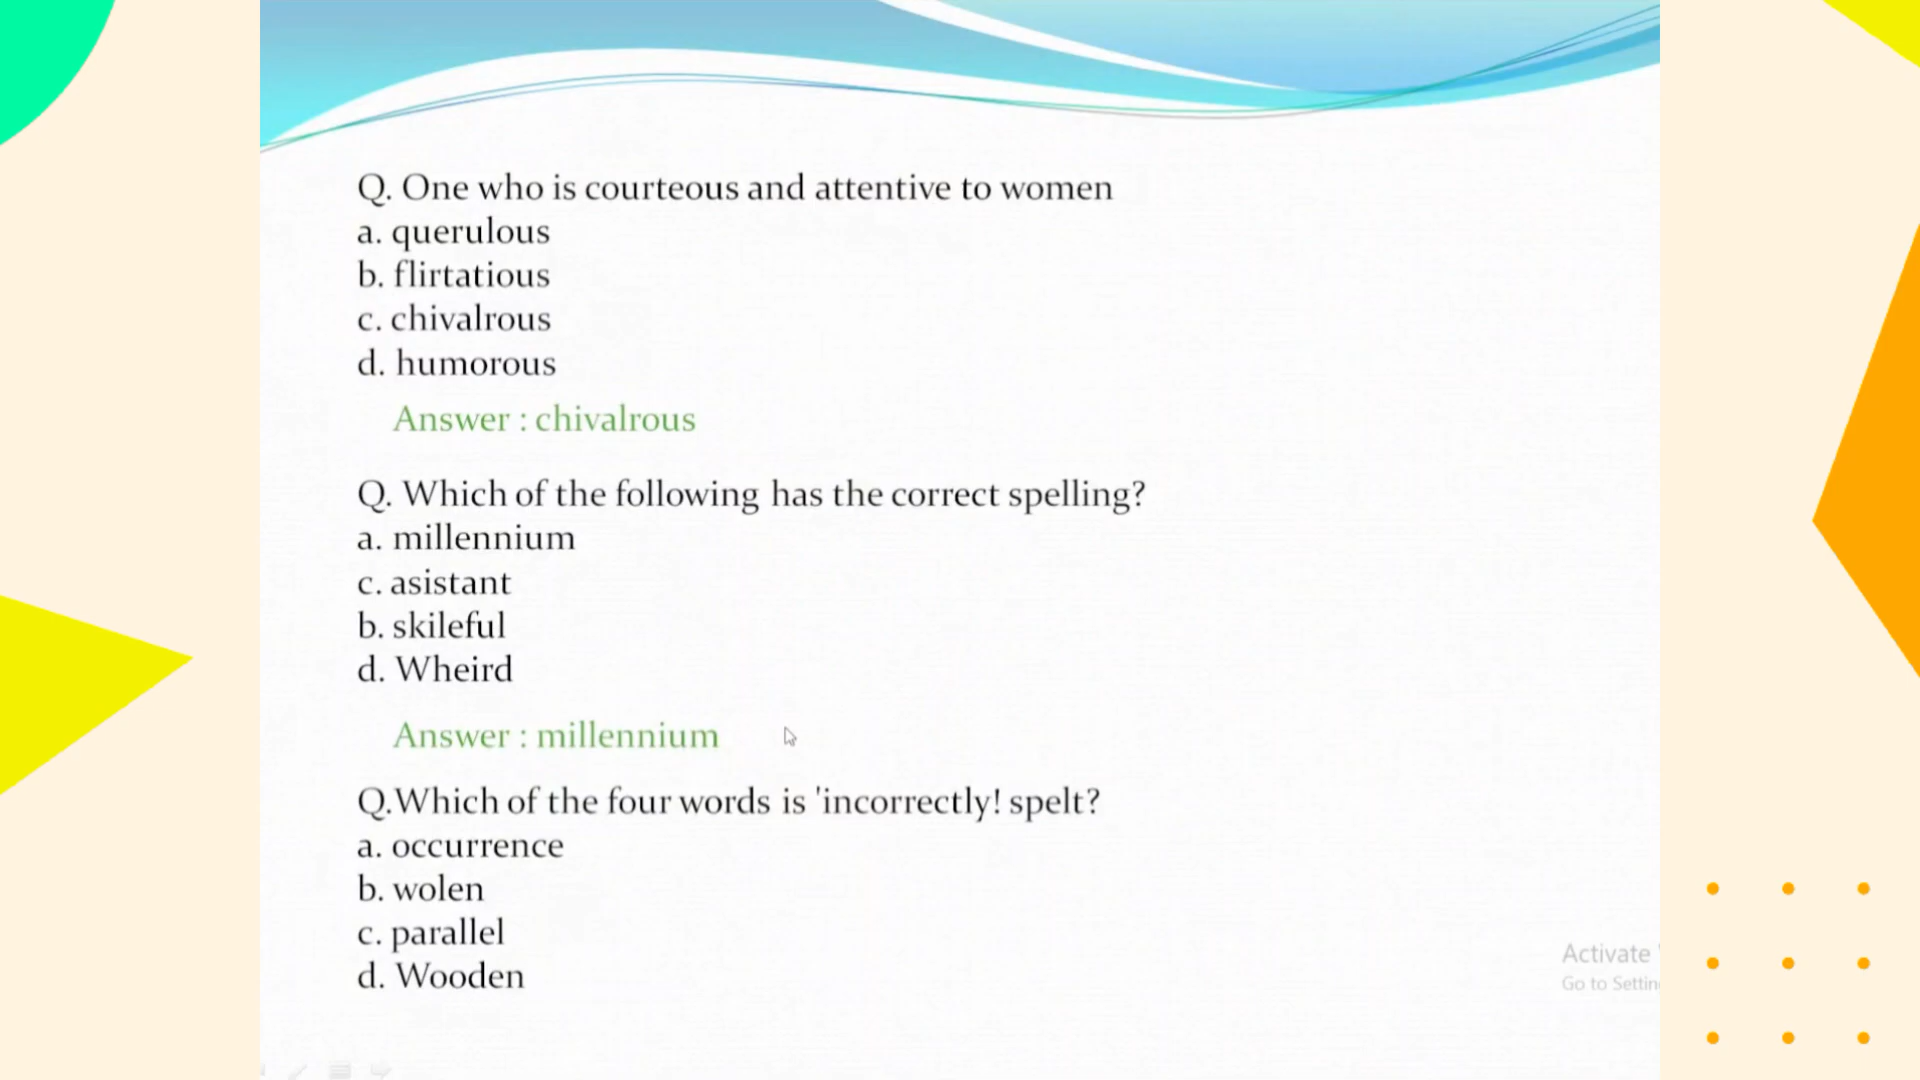 Q. One who is courteous and attentive to women
a. querulous
b. flirtatious
c. chivalrous
d. humorous
Answer : chivalrous
Q. Which of the following has the correct spelling?
a. millennium
c. asistant
b. skileful
d. Wheird
Answer : millennium
Q.Which of the four words is 'incorrectly! spelt?
a. occurrence
b. wolen
c. parallel
d. Wooden
Activate
Go to Settin